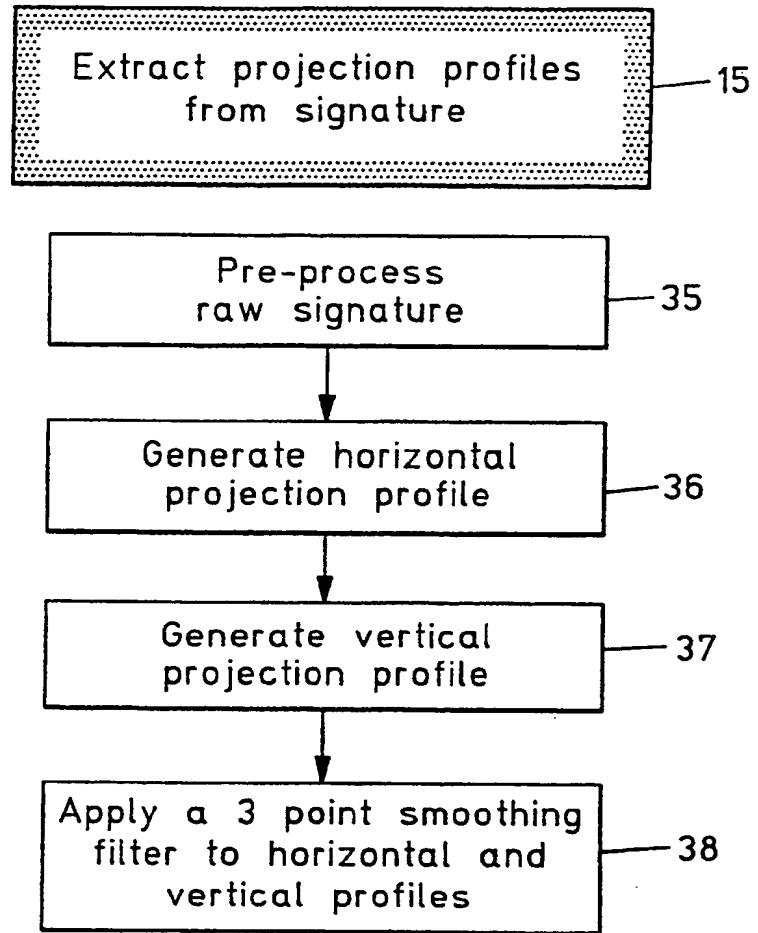 Extract projection profiles
from signature
15
Pre-process
raw signature
35
Generate horizontal
projection profile
36
Generate vertical
projection profile
37
Apply a 3 point smoothing
filter to horizontal and
vertical profiles
38